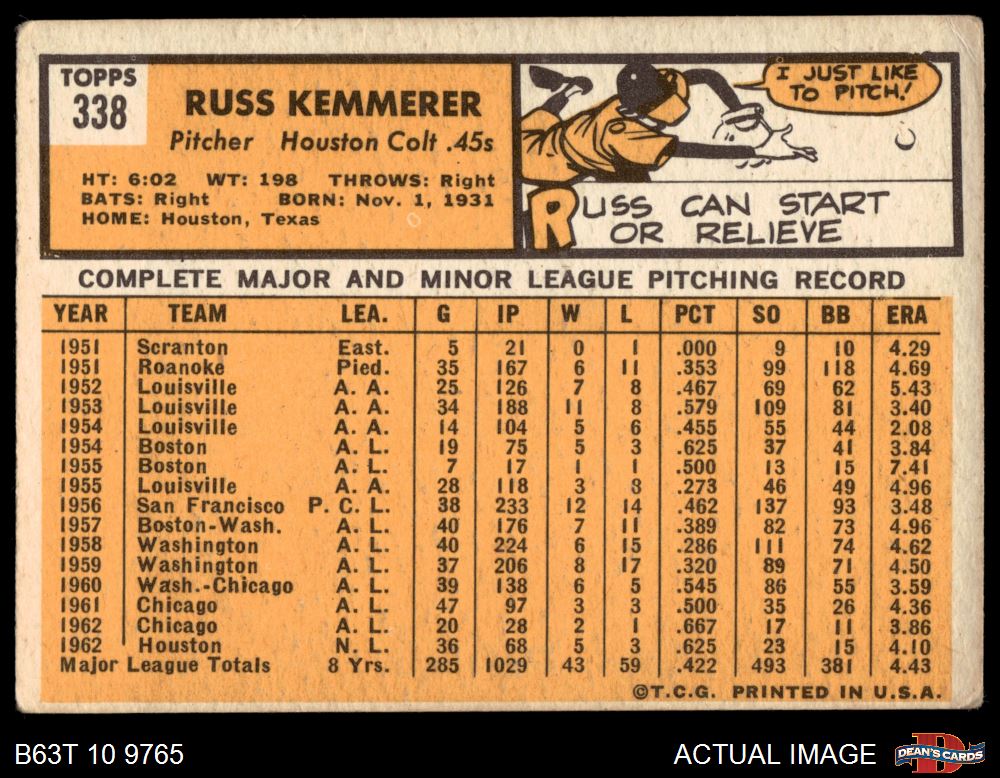 TOPPS
338
RUSS KEMMERER
Pitcher Houston Colt .45s
HT: 6:02 WT: 198 THROWS: Right
BATS: Right BORN: Nov. 1, 1931
HOME: Houston, Texas
I JUST LIKE
TO PITCH!
RUSS CAN START
OR RELIEVE
COMPLETE MAJOR AND MINOR LEAGUE PITCHING RECORD
YEAR TEAM LEA. G IP W L PCT SO BB ERA
1951 Scranton East. 5 21 0 1 .000 9 10 4.29
1951 Roanoke Pied. 35 167 6 11 .353 99 118 4.69
1952 Louisville A. A. 25 126 7 8 .467 69 62 5.43
1953 Louisville A. A. 34 188 11 8 .579 109 81 3.40
1954 Louisville A. A. 14 104 5 6 .455 55 44 2.08
1954 Boston A. L. 19 75 5 3 .625 37 41 3.84
1955 Boston A. L. 7 17 1 1 .500 13 15 7.41
1955 Louisville A. A. 28 118 3 8 .273 46 49 4.96
1956 San Francisco P. C. L. 38 233 12 14 .462 137 93 3.48
1957 Boston-Wash. A. L. 40 176 7 11 .389 82 73 4.96
1958 Washington A. L. 40 224 6 15 .286 111 74 4.62
1959 Washington A. L. 37 206 8 17 .320 89 71 4.50
1960 Wash.-Chicago A. L. 39 138 6 5 .545 86 55 3.59
1961 Chicago A. L. 47 97 3 3 .500 35 26 4.36
1962 Chicago A. L. 20 28 2 1 .667 17 11 3.86
1962 Houston N. L. 36 68 5 3 .625 23 15 4.10
Major League Totals 8 Yrs. 285 1029 43 59 .422 493 381 4.43
©T.C.G. PRINTED IN U.S.A.
B63T 10 9765
ACTUAL IMAGE
DEAN'S CARDS